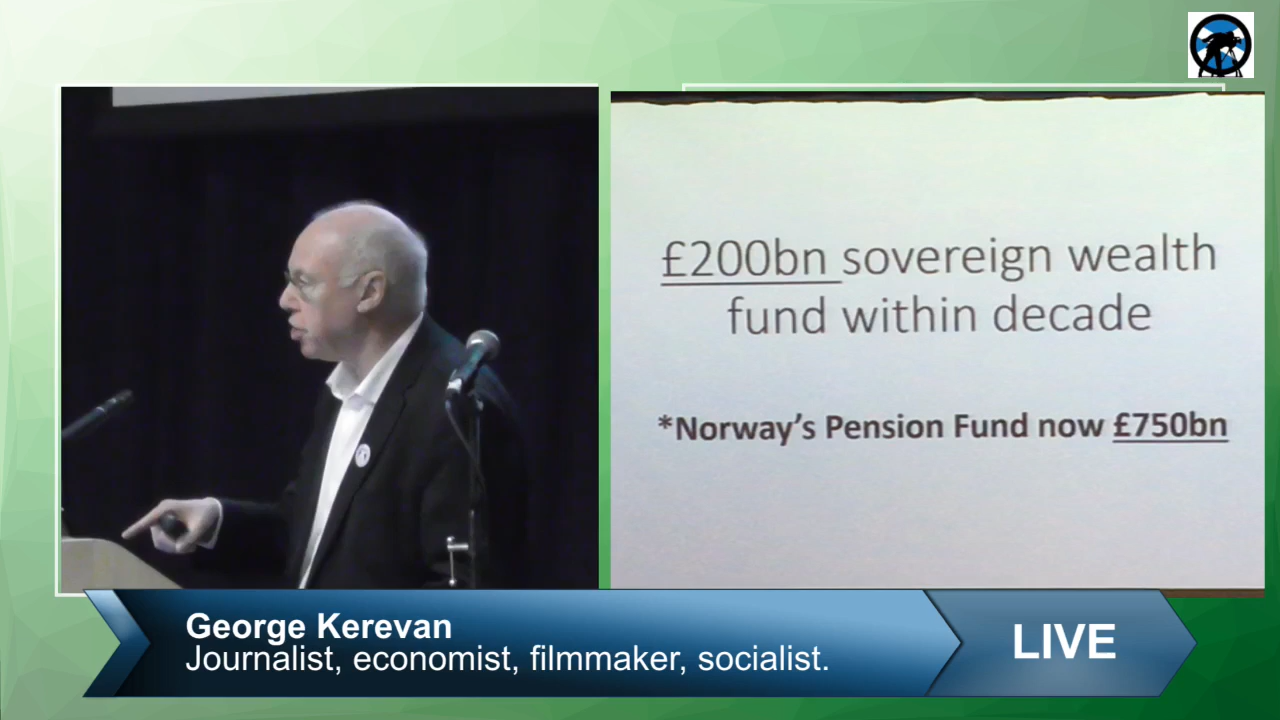 £200bn sovereign wealth
fund within decade
*Norway's Pension Fund now £750bn
George Kerevan
Journalist, economist, filmmaker, socialist.
LIVE